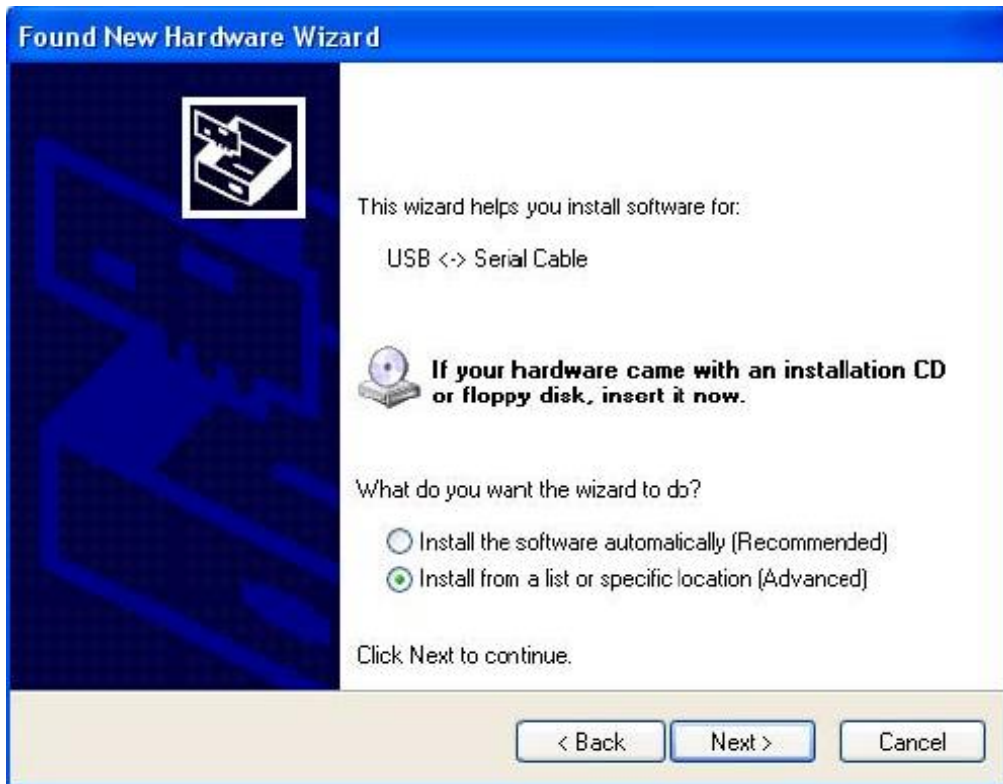 Found New Hardware Wizard
This wizard helps you install software for:
USB <-> Serial Cable
If your hardware came with an installation CD
or floppy disk, insert it now.
What do you want the wizard to do?
Install the software automatically (Recommended)
Install from a list or specific location (Advanced)
Click Next to continue.
< Back Next > Cancel